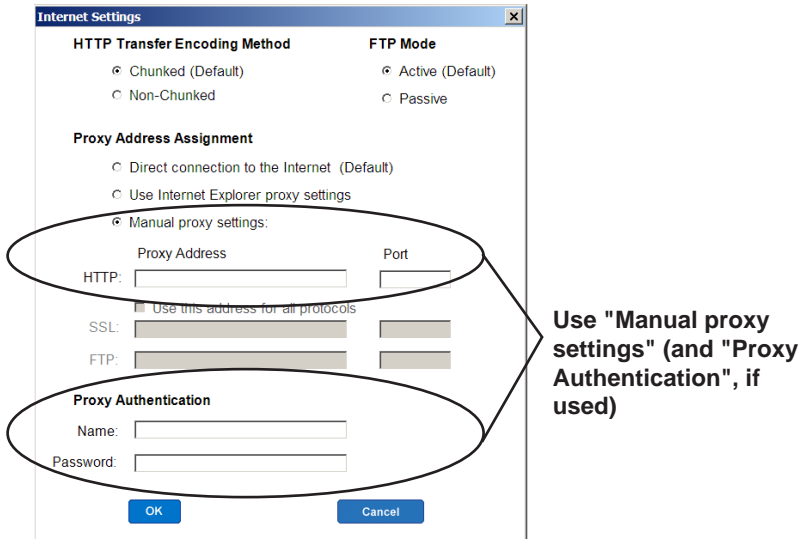 Internet Settings
HTTP Transfer Encoding Method
FTP Mode
Chunked (Default)
Active (Default)
Non-Chunked
Passive
Proxy Address Assignment
Direct connection to the Internet (Default)
Use Internet Explorer proxy settings
Manual proxy settings:
Proxy Address
Port
HTTP:
Use this address for all protocols
SSL:
FTP:
Proxy Authentication
Name:
Password:
OK
Cancel
Use "Manual proxy
settings" (and "Proxy
Authentication", if
used)